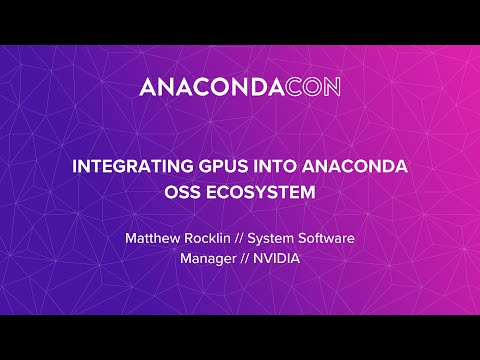 ANACONDACON
INTEGRATING GPUS INTO ANACONDA
OSS ECOSYSTEM
Matthew Rocklin // System Software
Manager // NVIDIA